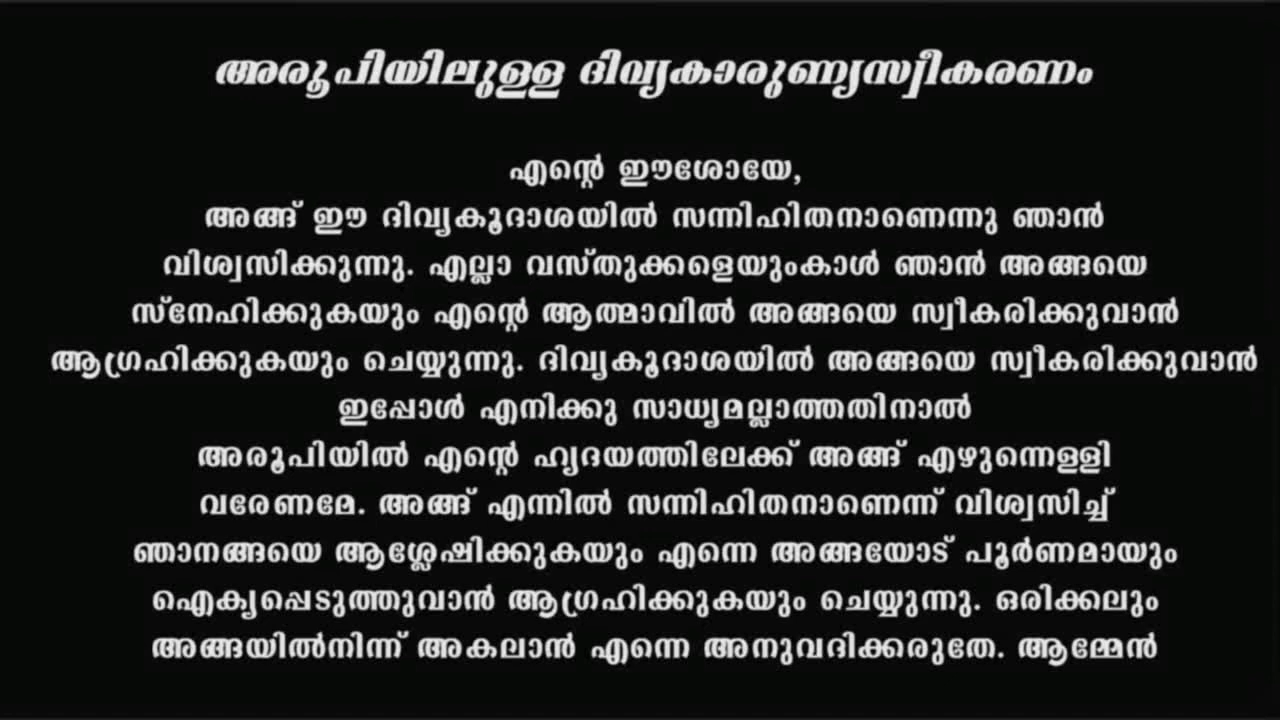 അരൂപിയിലുള്ള ദിവ്യകാരുണ്യസ്വീകരണം
എന്റെ ഈശോയേ,
അങ്ങ് ഈ ദിവ്യകൂദാശയിൽ സന്നിഹിതനാണെന്നു ഞാൻ
വിശ്വസിക്കുന്നു. എല്ലാ വസ്തുക്കളെയുംകാൾ ഞാൻ അങ്ങയെ
സ്നേഹിക്കുകയും എന്റെ ആത്മാവിൽ അങ്ങയെ സ്വീകരിക്കുവാൻ
ആഗ്രഹിക്കുകയും ചെയ്യുന്നു. ദിവ്യകൂദാശയിൽ അങ്ങയെ സ്വീകരിക്കുവാൻ
ഇപ്പോൾ എനിക്കു സാധ്യമല്ലാത്തതിനാൽ
അരൂപിയിൽ എന്റെ ഹൃദയത്തിലേക്ക് അങ്ങ് എഴുന്നെള്ളി
വരേണമേ. അങ്ങ് എന്നിൽ സന്നിഹിതനാണെന്ന് വിശ്വസിച്ച്
ഞാനങ്ങയെ ആശ്ലേഷിക്കുകയും എന്നെ അങ്ങയോട് പൂർണമായും
ഐക്യപ്പെടുത്തുവാൻ ആഗ്രഹിക്കുകയും ചെയ്യുന്നു. ഒരിക്കലും
അങ്ങയിൽനിന്ന് അകലാൻ എന്നെ അനുവദിക്കരുതേ. ആമ്മേൻ